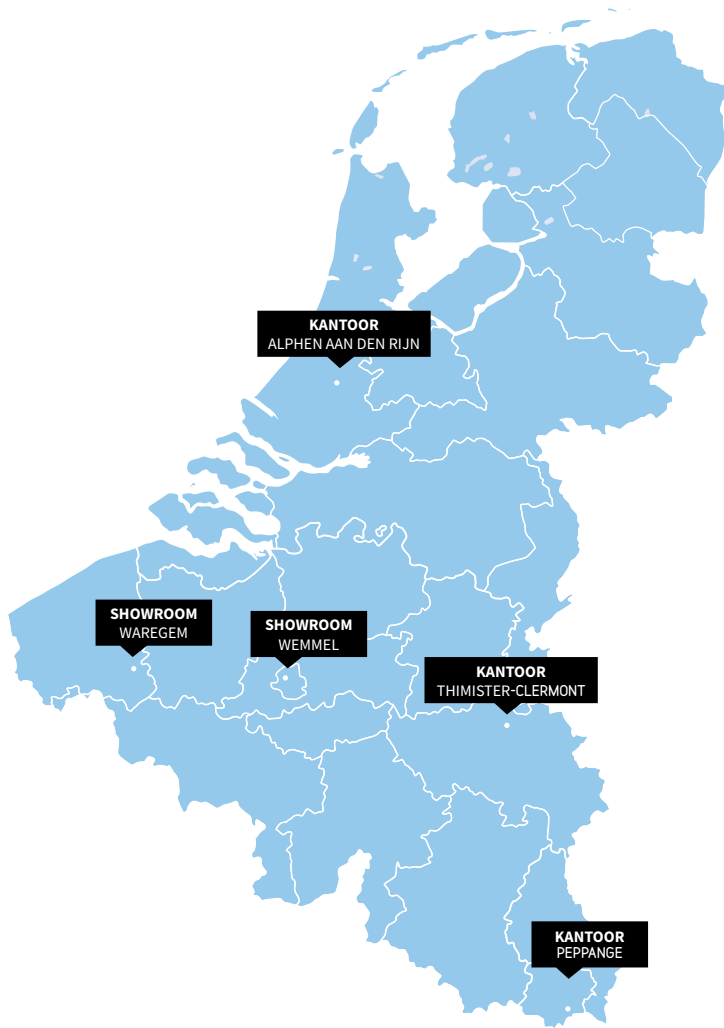 KANTOOR
ALPHEN AAN DEN RIJN
SHOWROOM
WAREGEM
SHOWROOM
WEMMEL
KANTOOR
THIMISTER-CLERMONT
KANTOOR
PEPPANGE